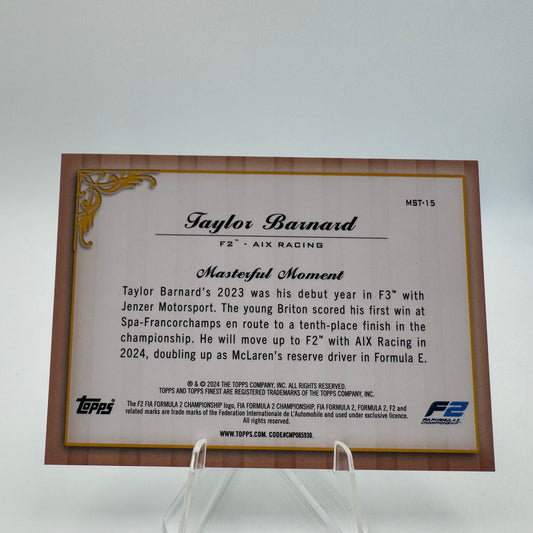 MST-15
Taylor Barnard
F2™ - AIX RACING
Masterful Moment
Taylor Barnard's 2023 was his debut year in F3™ with
Jenzer Motorsport. The young Briton scored his first win at
Spa-Francorchamps en route to a tenth-place finish in the
championship. He will move up to F2™ with AIX Racing in
2024, doubling up as McLaren's reserve driver in Formula E.
® & © 2024 THE TOPPS COMPANY, INC. ALL RIGHTS RESERVED.
TOPPS AND TOPPS FINEST ARE REGISTERED TRADEMARKS OF THE TOPPS COMPANY, INC.
Topps
The F2 FIA FORMULA 2 CHAMPIONSHIP logo, FIA FORMULA 2 CHAMPIONSHIP, FIA FORMULA 2, FORMULA 2, F2 and
related marks are trade marks of the Federation Internationale de L'Automobile and used under exclusive licence.
All rights reserved.
F2
FIA FORMULA 2
CHAMPIONSHIP
WWW.TOPPS.COM. CODE#CMP085930.